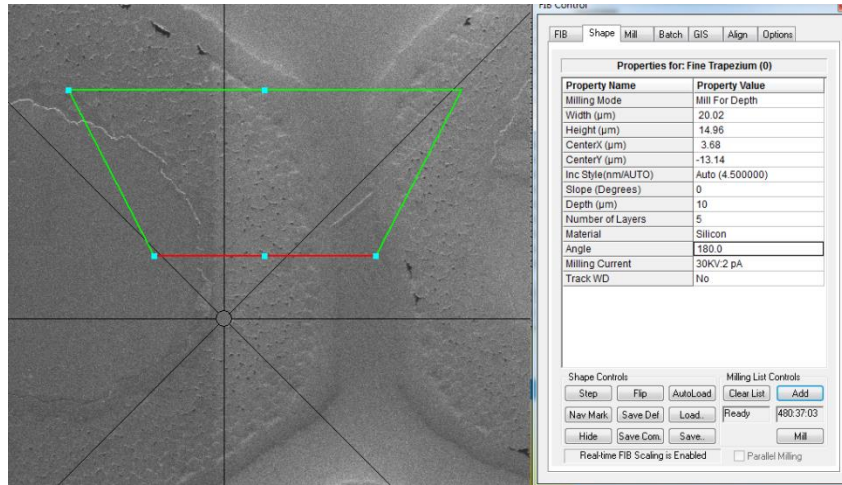 FIB Control
FIB Shape Mill Batch GIS Align Options
Properties for: Fine Trapezium (0)
Property Name Property Value
Milling Mode Mill For Depth
Width (µm) 20.02
Height (µm) 14.96
CenterX (µm) 3.68
CenterY (µm) -13.14
Inc Style(nm/AUTO) Auto (4.500000)
Slope (Degrees) 0
Depth (µm) 10
Number of Layers 5
Material Silicon
Angle 180.0
Milling Current 30KV:2 pA
Track WD No
Shape Controls Milling List Controls
Step Flip AutoLoad Clear List Add
Nav Mark Save Def Load.. Ready 480:37:03
Hide Save Com. Save.. Mill
Real-time FIB Scaling is Enabled Parallel Milling